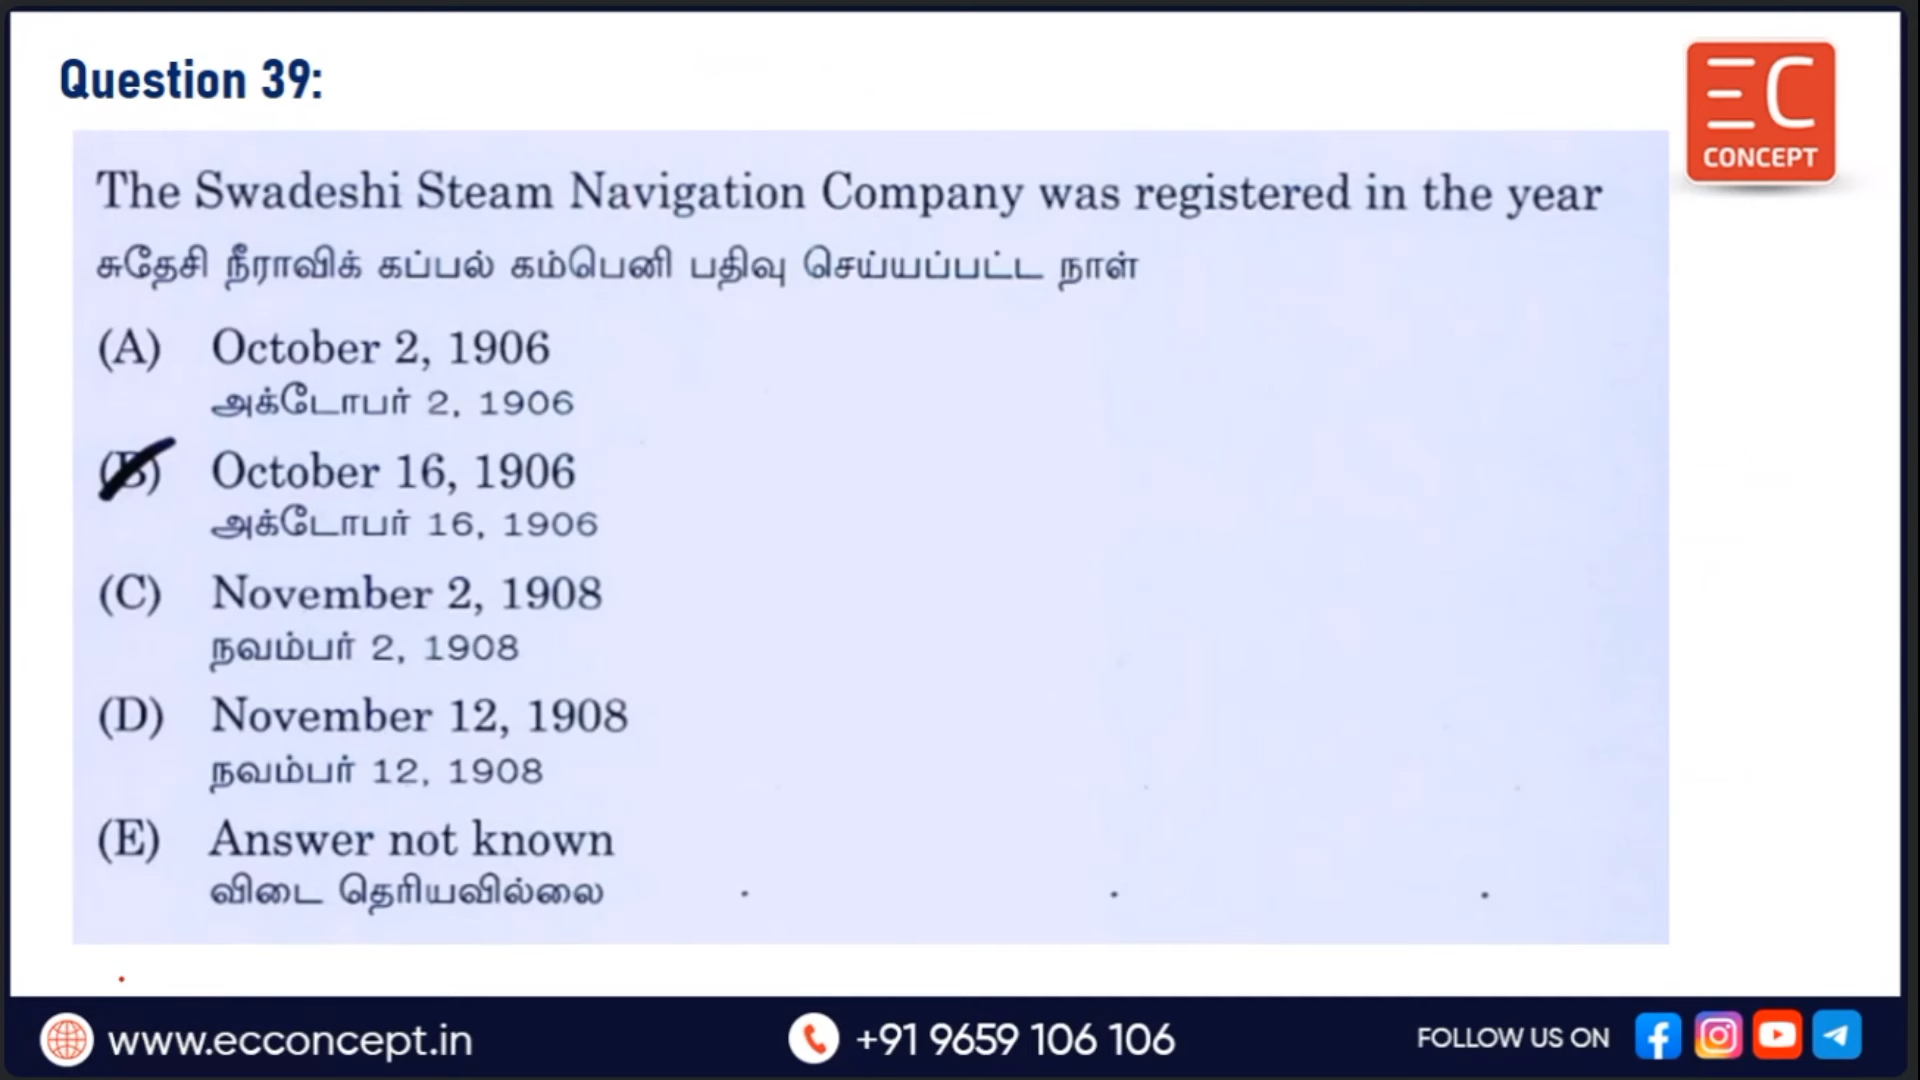 Question 39:
EC
CONCEPT
The Swadeshi Steam Navigation Company was registered in the year
சுதேசி நீராவிக் கப்பல் கம்பெனி பதிவு செய்யப்பட்ட நாள்
(A) October 2, 1906
அக்டோபர் 2, 1906
(B) October 16, 1906
அக்டோபர் 16, 1906
(C) November 2, 1908
நவம்பர் 2, 1908
(D) November 12, 1908
நவம்பர் 12, 1908
(E) Answer not known
விடை தெரியவில்லை
www.ecconcept.in
+91 9659 106 106
FOLLOW US ON